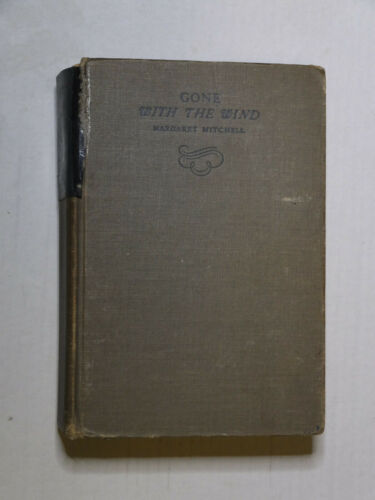 GONE
WITH THE WIND
MARGARET MITCHELL